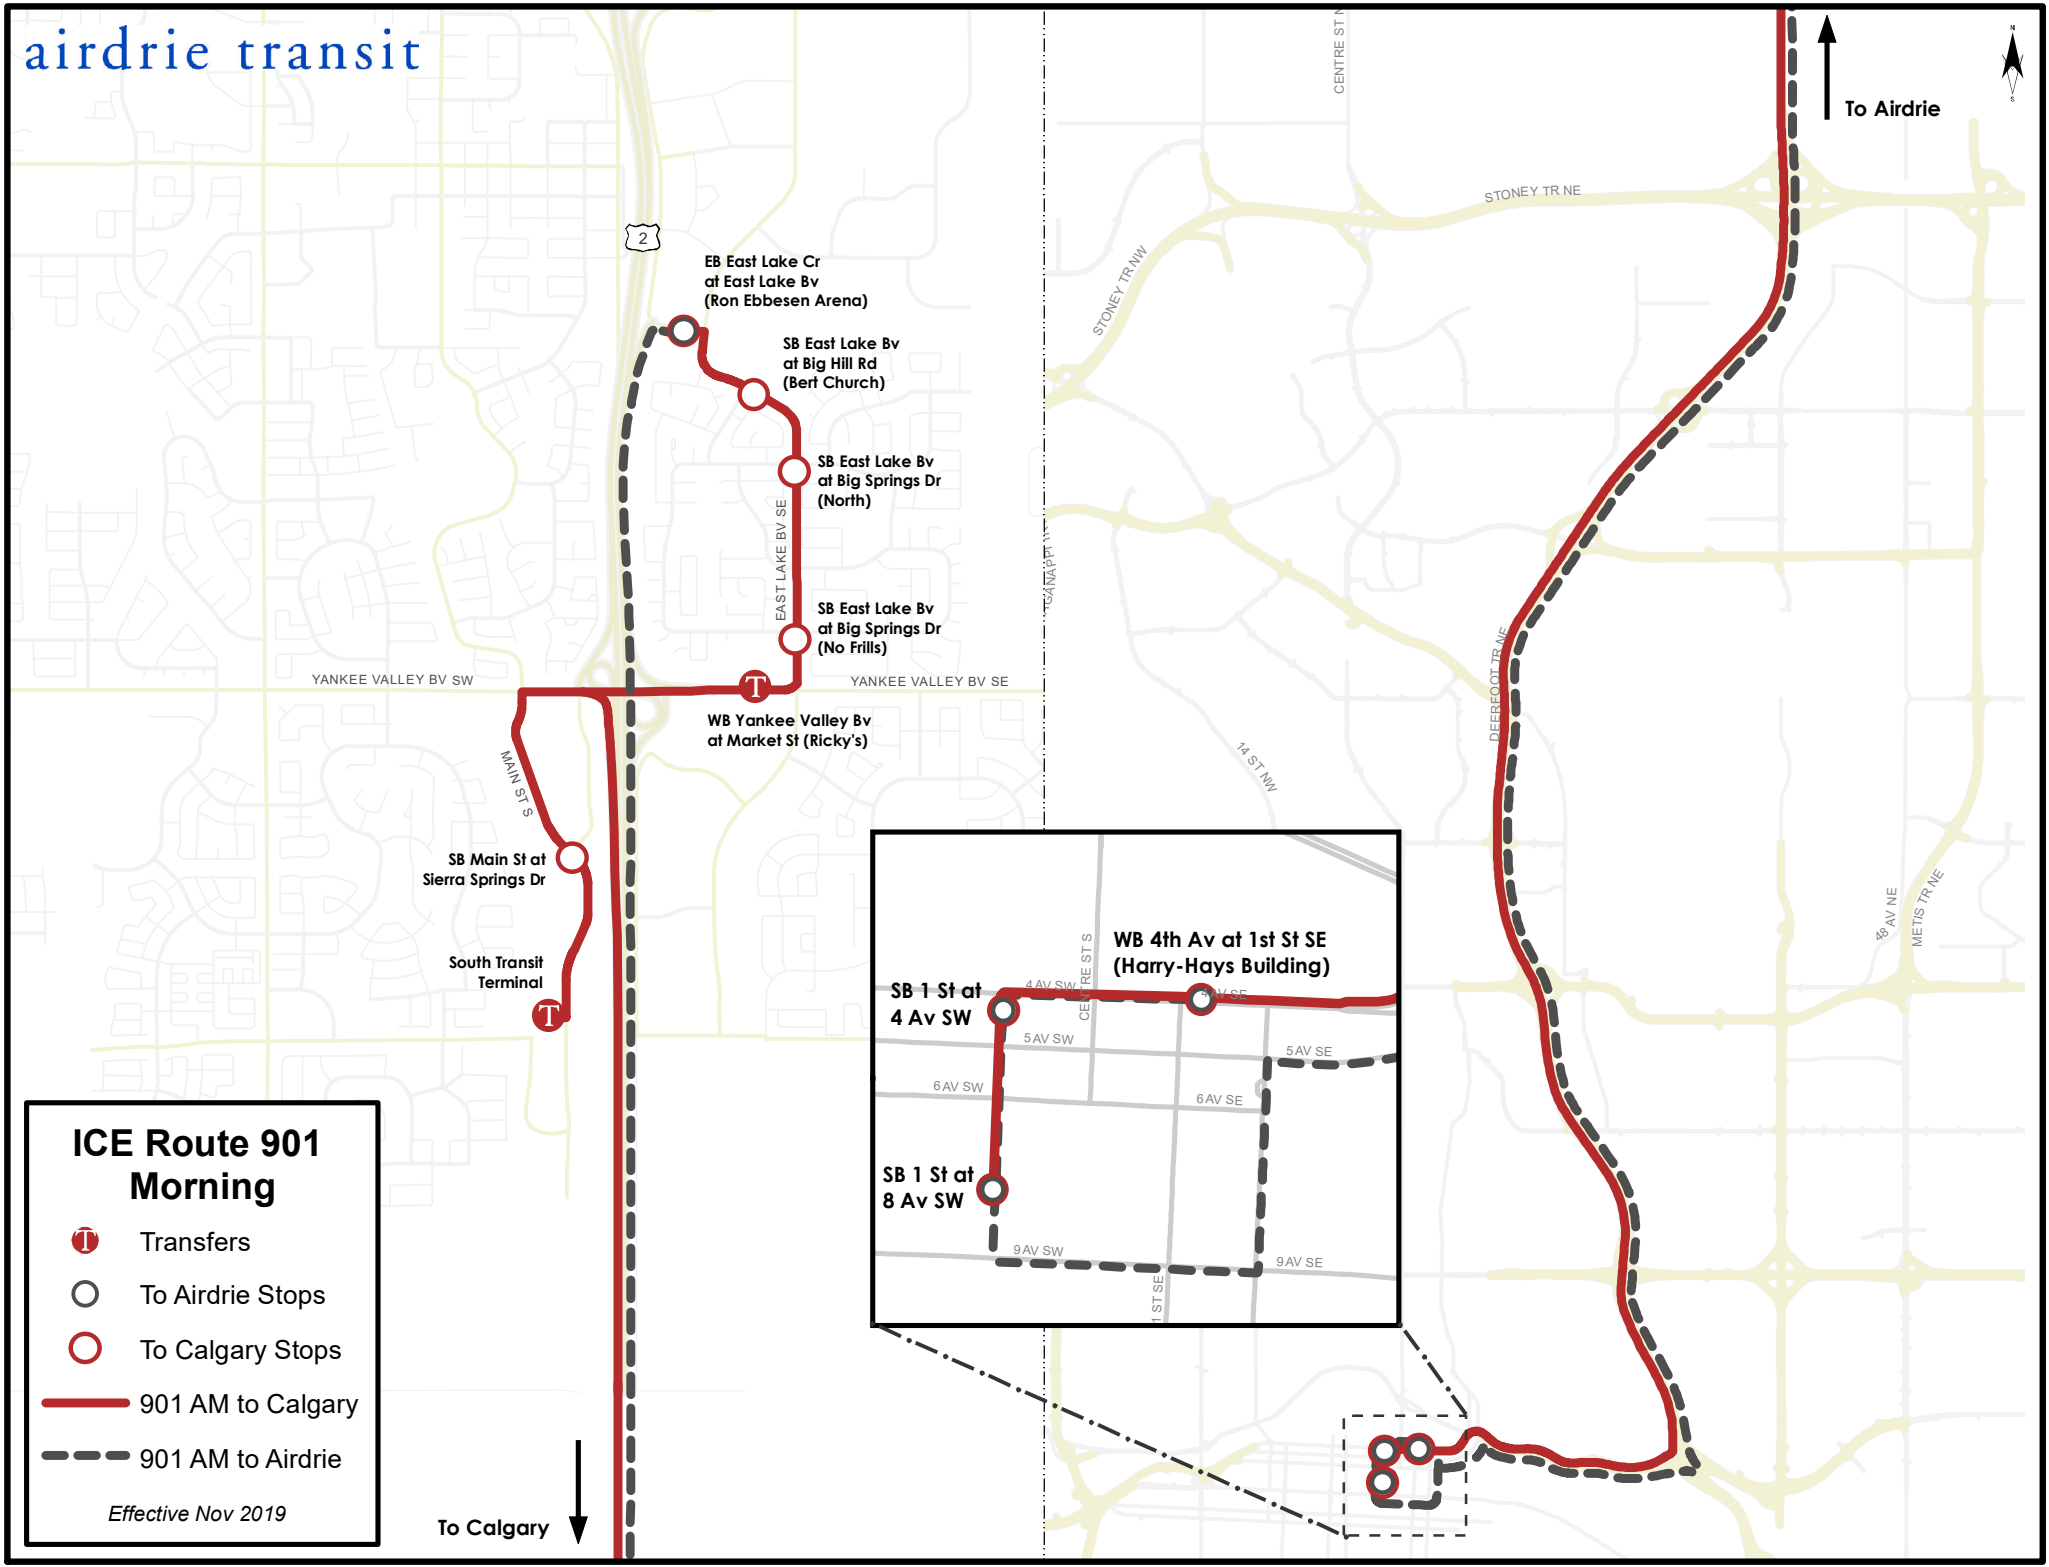 airdrie transit
CENTRE ST N
N
S
To Airdrie
STONEY TR NE
2
STONEY TR NW
EB East Lake Cr
at East Lake Bv
(Ron Ebbesen Arena)
SB East Lake Bv
at Big Hill Rd
(Bert Church)
SB East Lake Bv
at Big Springs Dr
(North)
EAST LAKE BV SE
SB East Lake Bv
at Big Springs Dr
(No Frills)
YANKEE VALLEY BV SW
T
YANKEE VALLEY BV SE
WB Yankee Valley Bv
at Market St (Ricky's)
DEERFOOT TR NE
14 ST NW
MAIN ST S
SB Main St at
Sierra Springs Dr
South Transit
Terminal
T
48 AV NE
METIS TR NE
WB 4th Av at 1st St SE
(Harry-Hays Building)
CENTRE ST S
SB 1 St at
4 Av SW
4 AV SW
4 AV SE
5 AV SW
5 AV SE
6 AV SW
6 AV SE
SB 1 St at
8 Av SW
9 AV SW
9 AV SE
1 ST SE
ICE Route 901
Morning
T Transfers
To Airdrie Stops
To Calgary Stops
901 AM to Calgary
901 AM to Airdrie
Effective Nov 2019
To Calgary